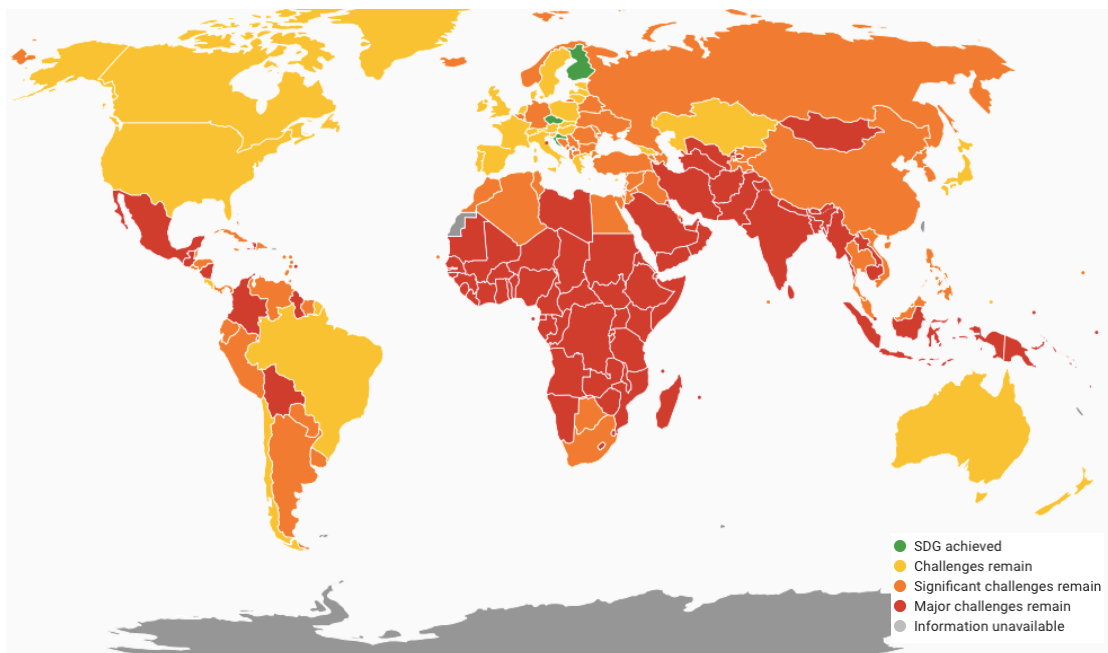 SDG achieved
Challenges remain
Significant challenges remain
Major challenges remain
Information unavailable